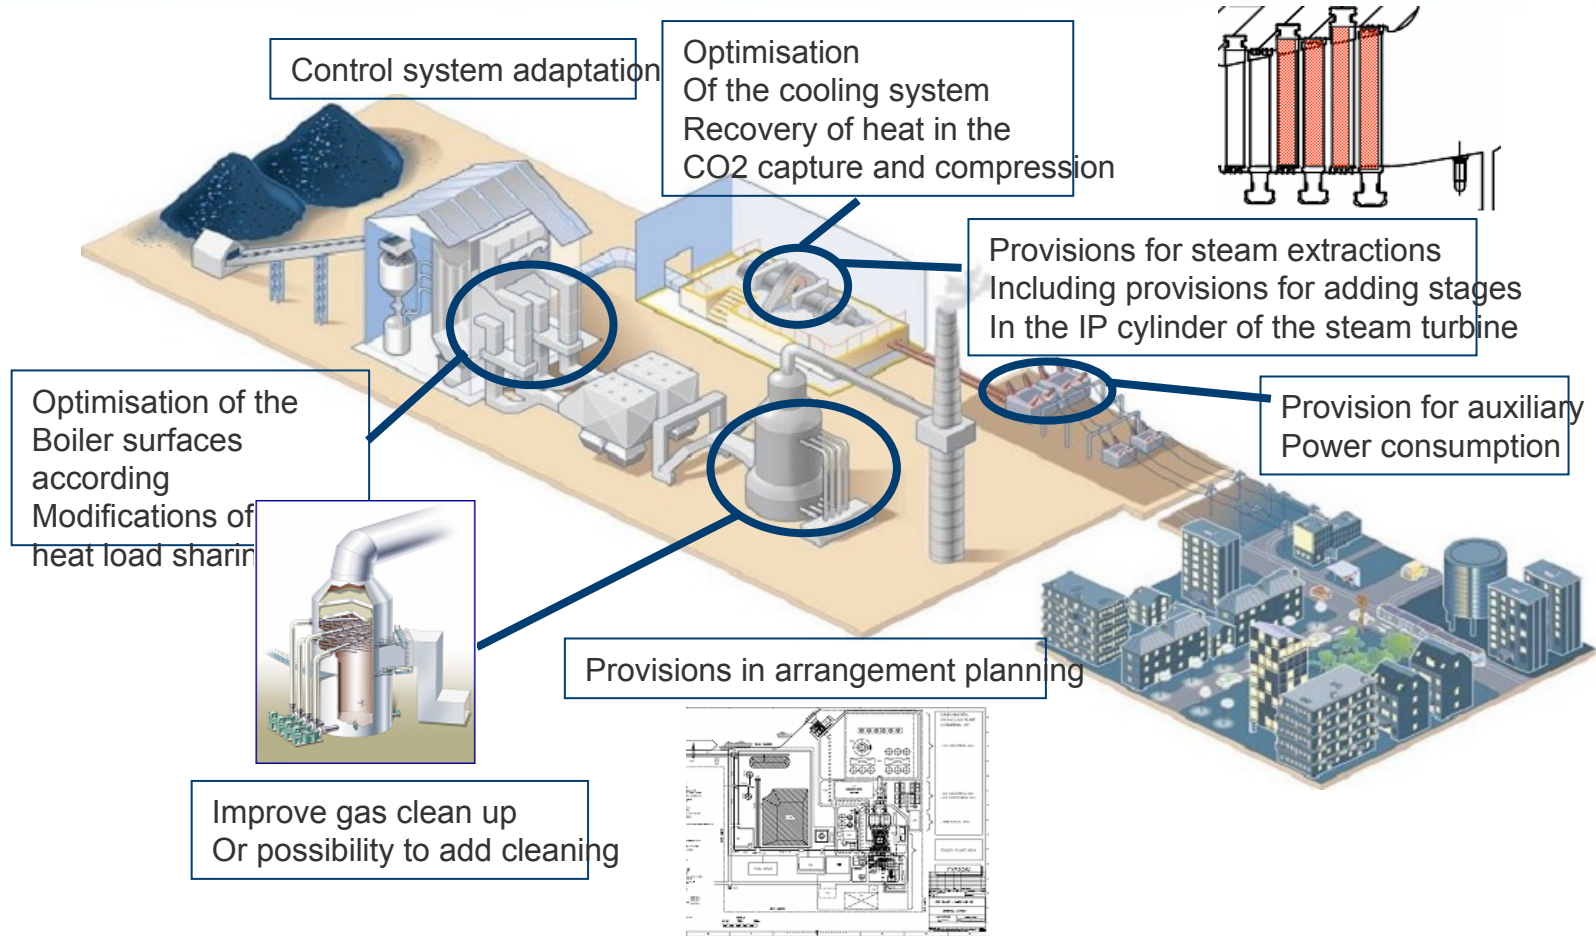 Control system adaptation
Optimisation
Of the cooling system
Recovery of heat in the
CO2 capture and compression
Provisions for steam extractions
Including provisions for adding stages
In the IP cylinder of the steam turbine
Optimisation of the
Boiler surfaces
according
Modifications of
heat load sharin
Provision for auxiliary
Power consumption
Provisions in arrangement planning
Improve gas clean up
Or possibility to add cleaning